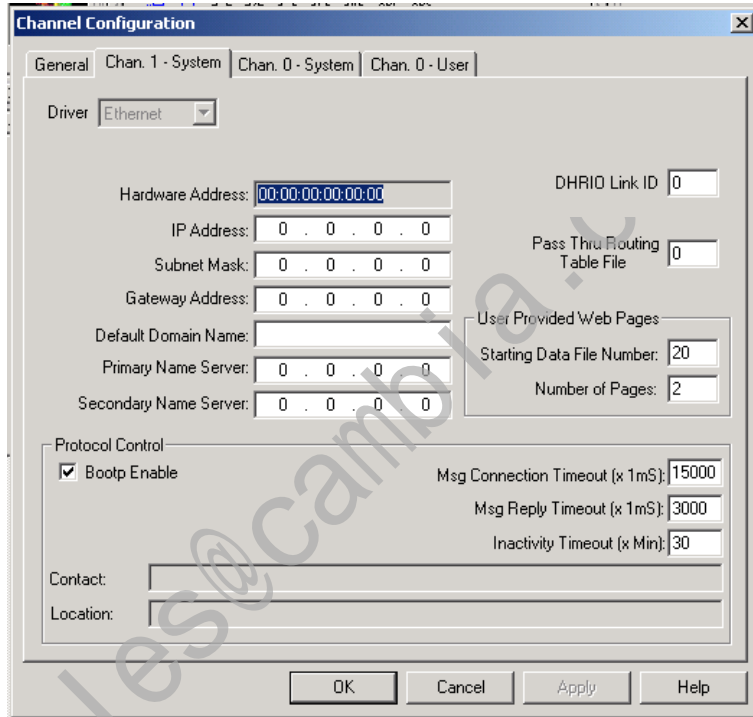 Channel Configuration
General
Chan. 1 - System
Chan. 0 - System
Chan. 0 - User
Driver Ethernet
Hardware Address: 00:00:00:00:00:00
IP Address: 0 . 0 . 0 . 0
Subnet Mask: 0 . 0 . 0 . 0
Gateway Address: 0 . 0 . 0 . 0
Default Domain Name:
Primary Name Server: 0 . 0 . 0 . 0
Secondary Name Server: 0 . 0 . 0 . 0
DHRIO Link ID 0
Pass Thru Routing
Table File 0
User Provided Web Pages
Starting Data File Number: 20
Number of Pages: 2
Protocol Control
Bootp Enable
Msg Connection Timeout (x 1mS): 15000
Msg Reply Timeout (x 1mS): 3000
Inactivity Timeout (x Min): 30
Contact:
Location:
OK
Cancel
Apply
Help
les@cambia.c